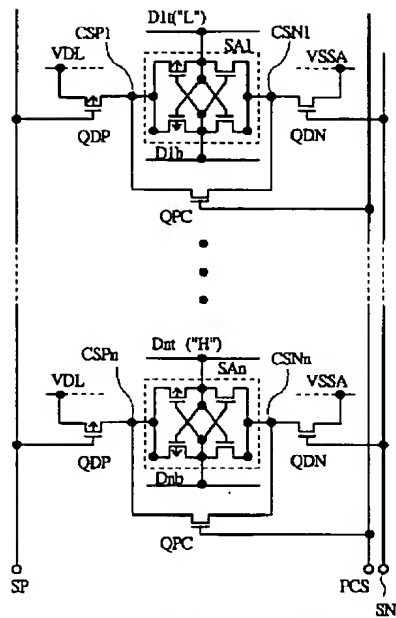 D1t("L")
CSP1
CSN1
SA1
VDL
VSSA
QDP
QDN
D1b
QPC
Dnt ("H")
CSPn
CSNn
SAn
VDL
VSSA
QDP
QDN
Dnb
QPC
SP
PCS
SN